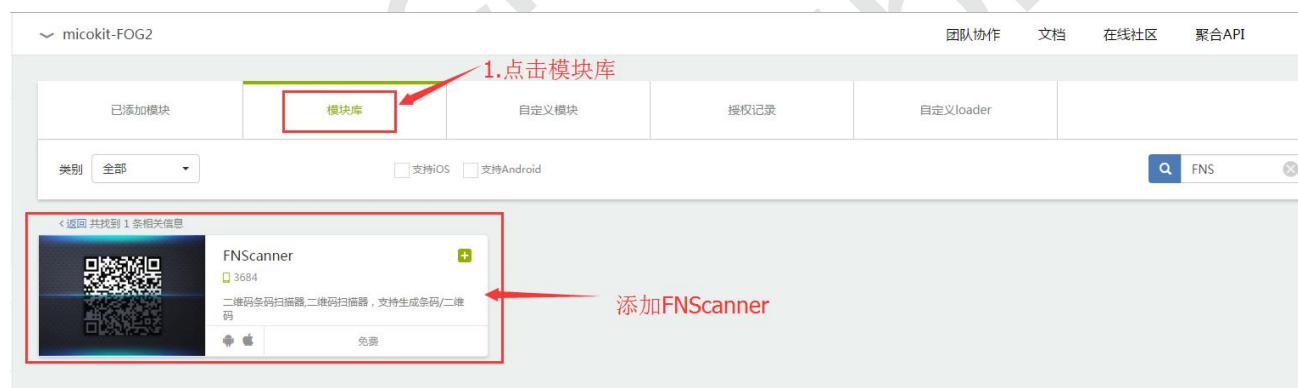 micokit-FOG2 团队协作 文档 在线社区 聚合API
1.点击模块库
已添加模块 模块库 自定义模块 授权记录 自定义loader
类别 全部 支持iOS 支持Android FNS
<返回 共找到 1 条相关信息
FNScanner
3684
二维码条码扫描器,二维码扫描器，支持生成条码/二维
码
添加FNScanner
免费